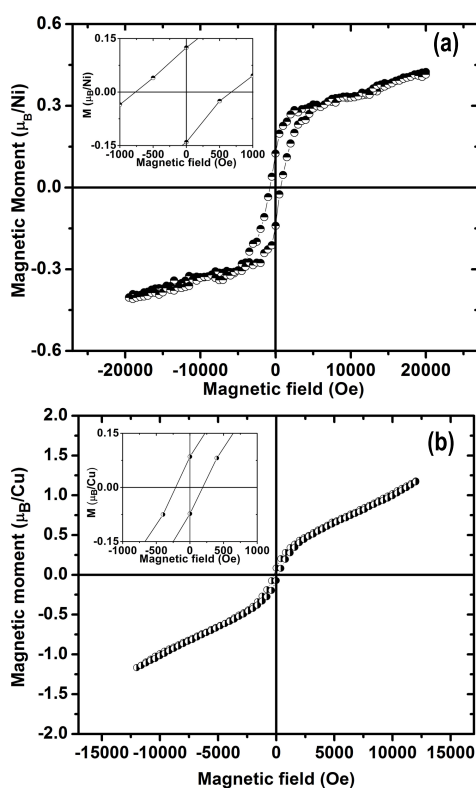 (a)
0.6
0.3
0.0
-0.3
-0.6
Magnetic Moment (μB/Ni)
-20000 -10000 0 10000 20000
Magnetic field (Oe)
0.15
0.00
-0.15
M (μB/Ni)
-1000 -500 0 500 1000
Magnetic field (Oe)
(b)
2.0
1.5
1.0
0.5
0.0
-0.5
-1.0
-1.5
-2.0
Magnetic moment (μB/Cu)
-15000 -10000 -5000 0 5000 10000 15000
Magnetic field (Oe)
0.15
0.00
-0.15
M (μB/Cu)
-1000 -500 0 500 1000
Magnetic field (Oe)